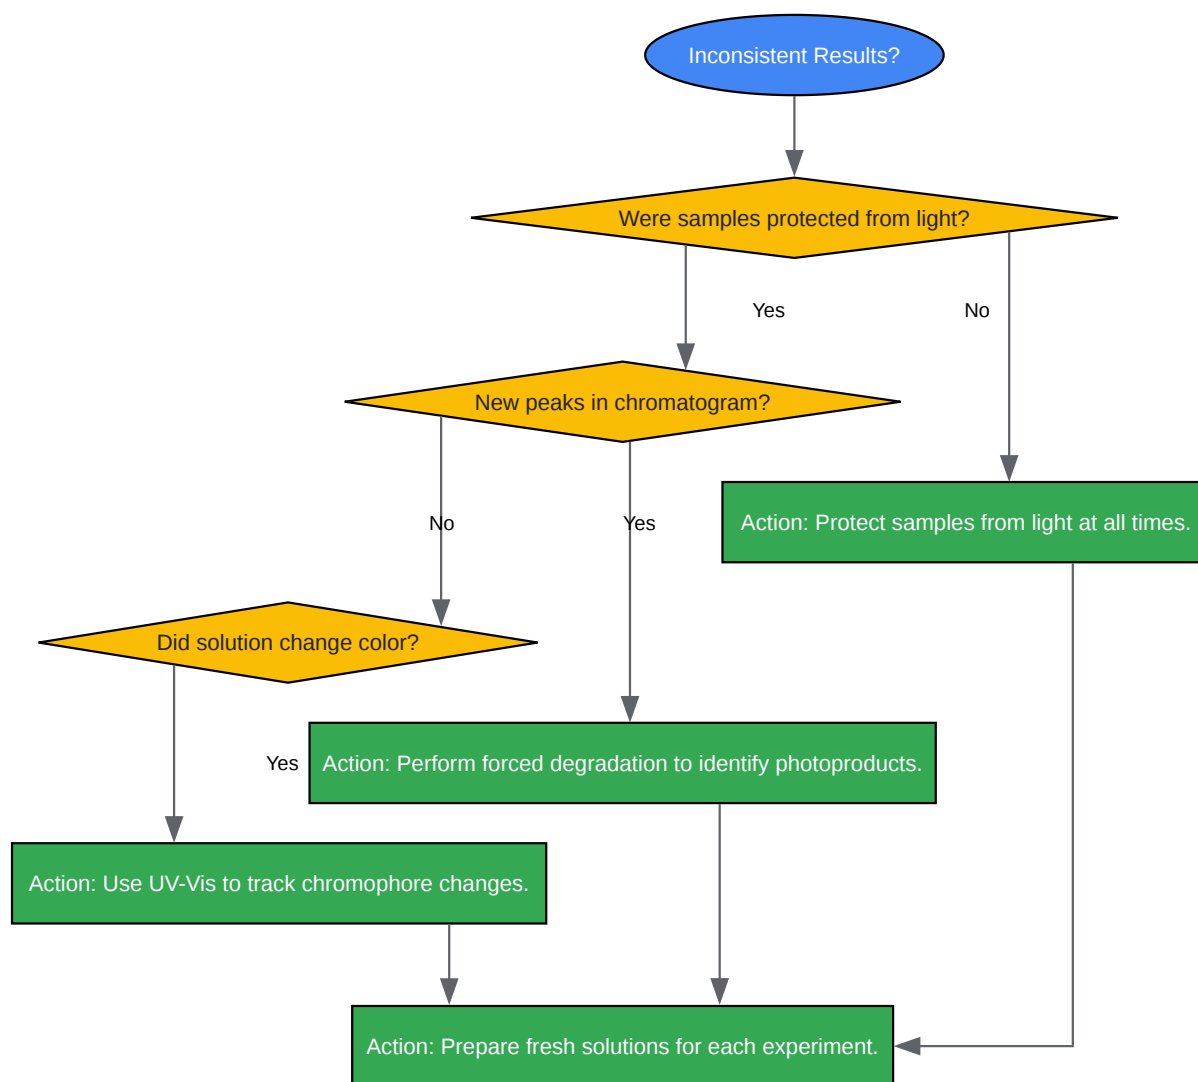 Inconsistent Results?
Were samples protected from light?
Yes
No
New peaks in chromatogram?
No
Yes
Action: Protect samples from light at all times.
Did solution change color?
Yes
Action: Perform forced degradation to identify photoproducts.
Action: Use UV-Vis to track chromophore changes.
Action: Prepare fresh solutions for each experiment.